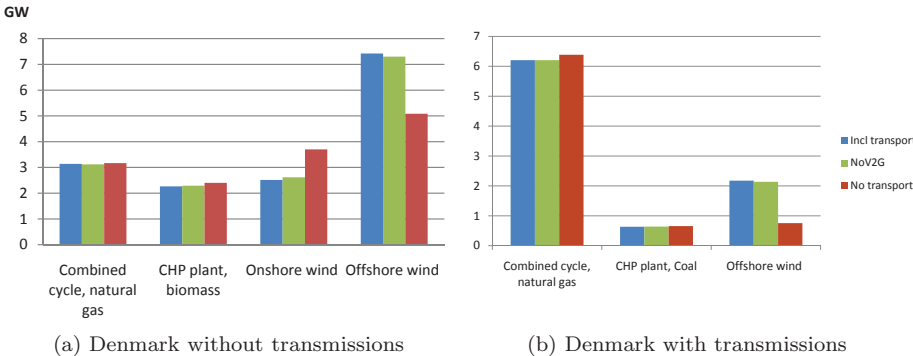 GW
8
7
6
5
4
3
2
1
0
Combined
cycle, natural
gas
CHP plant,
biomass
Onshore wind
Offshore wind
(a) Denmark without transmissions
7
6
5
4
3
2
1
0
Combined cycle,
natural gas
CHP plant, Coal
Offshore wind
Incl transport
NoV2G
No transport
(b) Denmark with transmissions